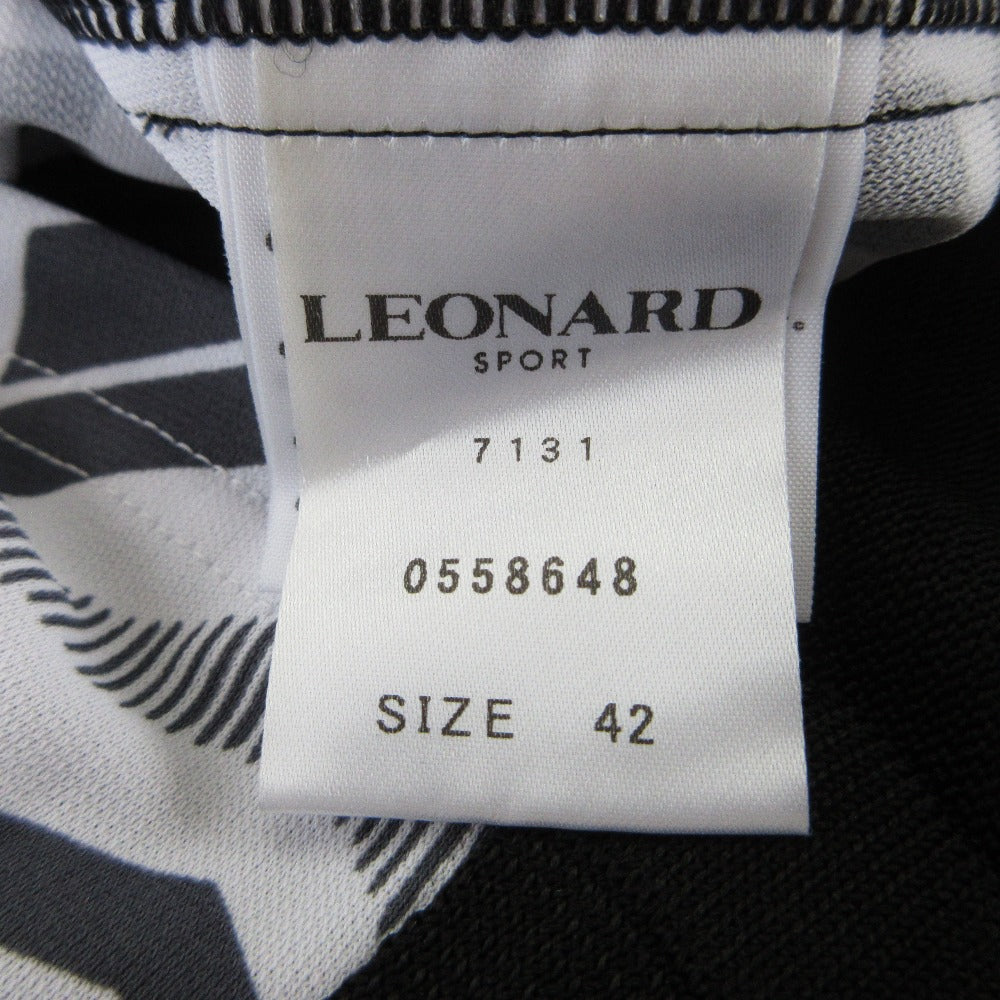 LEONARD
SPORT
7131
0558648
SIZE 42